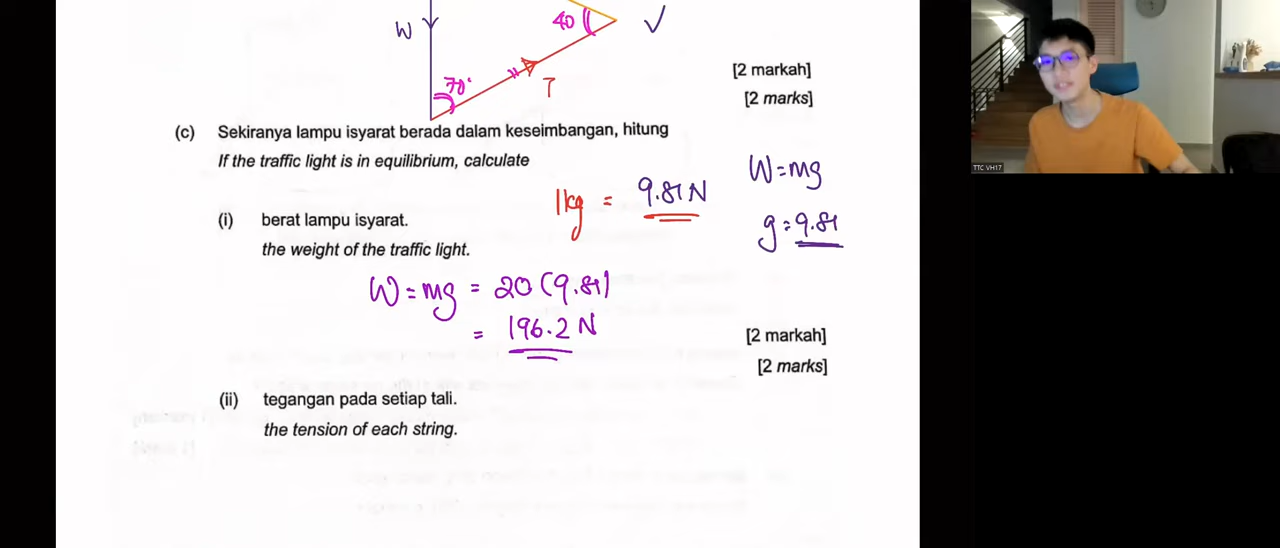 W
40
70°
T
[2 markah]
[2 marks]
(c) Sekiranya lampu isyarat berada dalam keseimbangan, hitung
If the traffic light is in equilibrium, calculate
W=mg
1kg = 9.81N
g=9.81
(i) berat lampu isyarat.
the weight of the traffic light.
W=mg = 20(9.81)
= 196.2 N
[2 markah]
[2 marks]
(ii) tegangan pada setiap tali.
the tension of each string.
TTC VH17